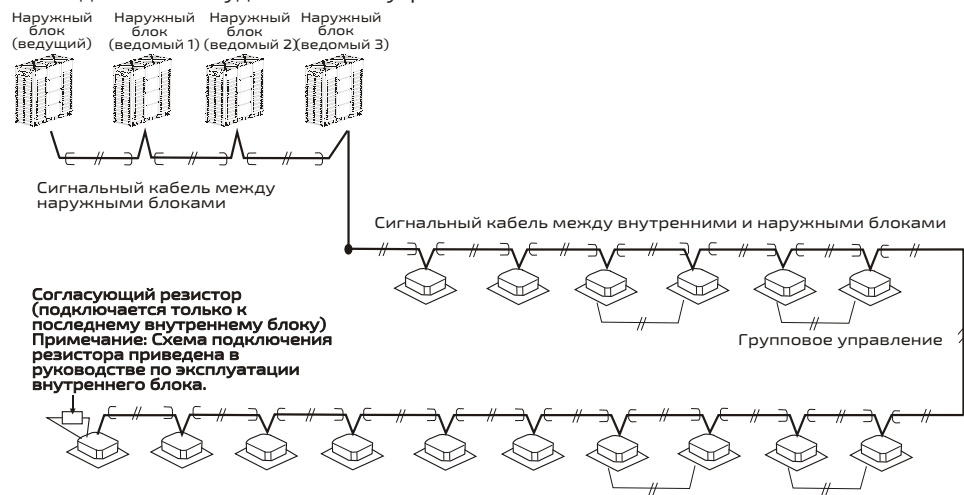 Наружный
блок
(ведущий)
Наружный
блок
(ведомый 1)
Наружный
блок
(ведомый 2)
Наружный
блок
(ведомый 3)
Сигнальный кабель между
наружными блоками
Сигнальный кабель между внутренними и наружными блоками
Согласующий резистор
(подключается только к
последнему внутреннему блоку)
Примечание: Схема подключения
резистора приведена в
руководстве по эксплуатации
внутреннего блока.
Групповое управление